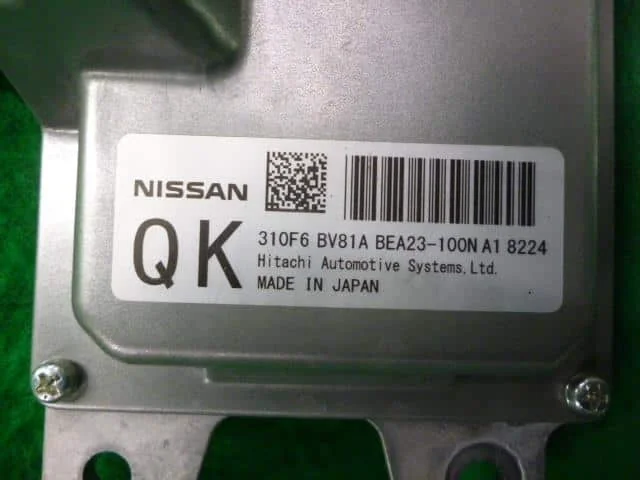 NISSAN
QK
310F6 BV81A BEA23-100N A1 8224
Hitachi Automotive Systems,Ltd.
MADE IN JAPAN